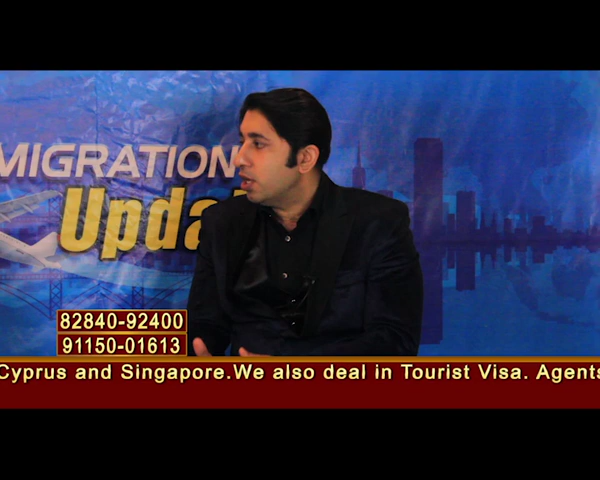 MIGRATION
Upda
82840-92400
91150-01613
Cyprus and Singapore.We also deal in Tourist Visa. Agents